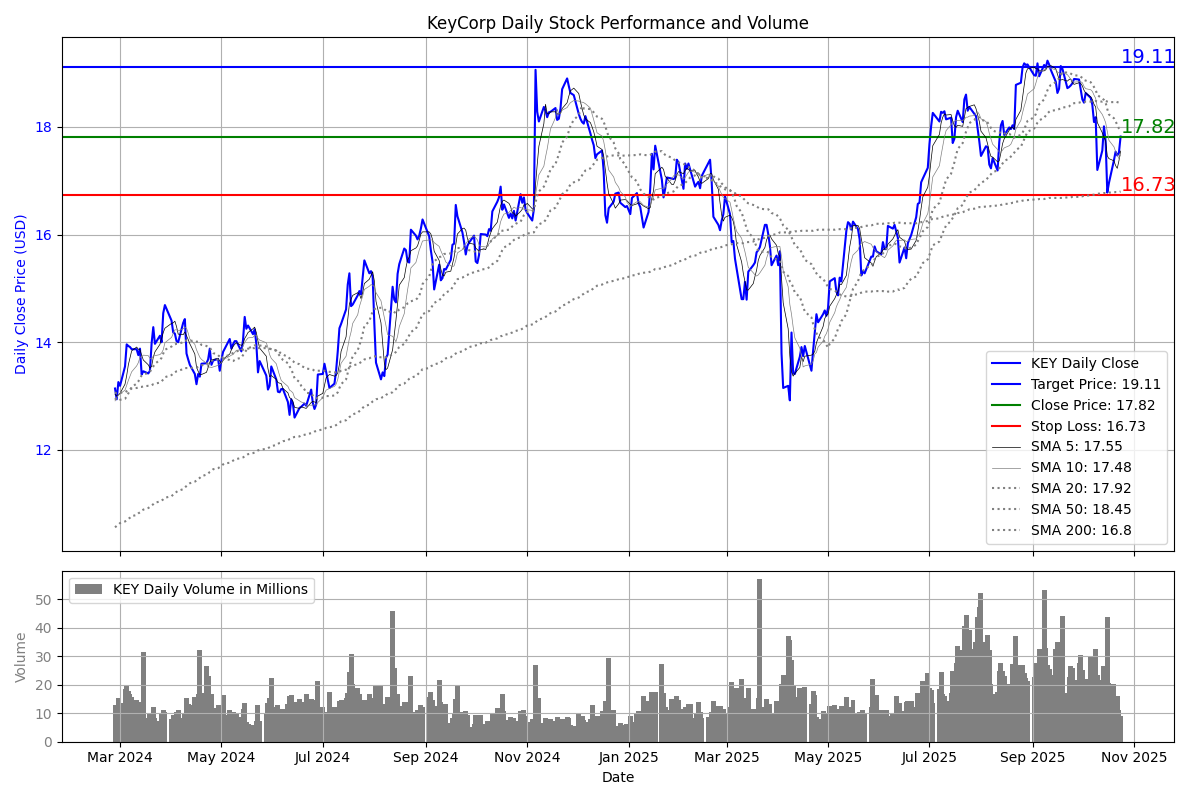 KeyCorp Daily Stock Performance and Volume
Daily Close Price (USD)
18
16
14
12
19.11
17.82
16.73
KEY Daily Close
Target Price: 19.11
Close Price: 17.82
Stop Loss: 16.73
SMA 5: 17.55
SMA 10: 17.48
SMA 20: 17.92
SMA 50: 18.45
SMA 200: 16.8
Volume
50
40
30
20
10
0
KEY Daily Volume in Millions
Mar 2024 May 2024 Jul 2024 Sep 2024 Nov 2024 Jan 2025 Mar 2025 May 2025 Jul 2025 Sep 2025 Nov 2025
Date